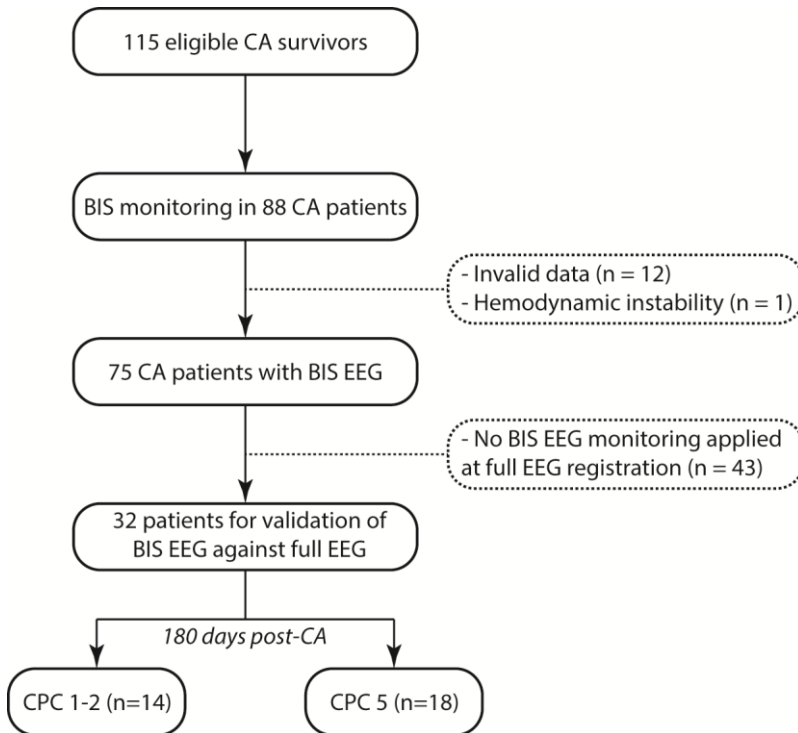 115 eligible CA survivors
BIS monitoring in 88 CA patients
- Invalid data (n = 12)
- Hemodynamic instability (n = 1)
75 CA patients with BIS EEG
- No BIS EEG monitoring applied
at full EEG registration (n = 43)
32 patients for validation of
BIS EEG against full EEG
180 days post-CA
CPC 1-2 (n=14)
CPC 5 (n=18)